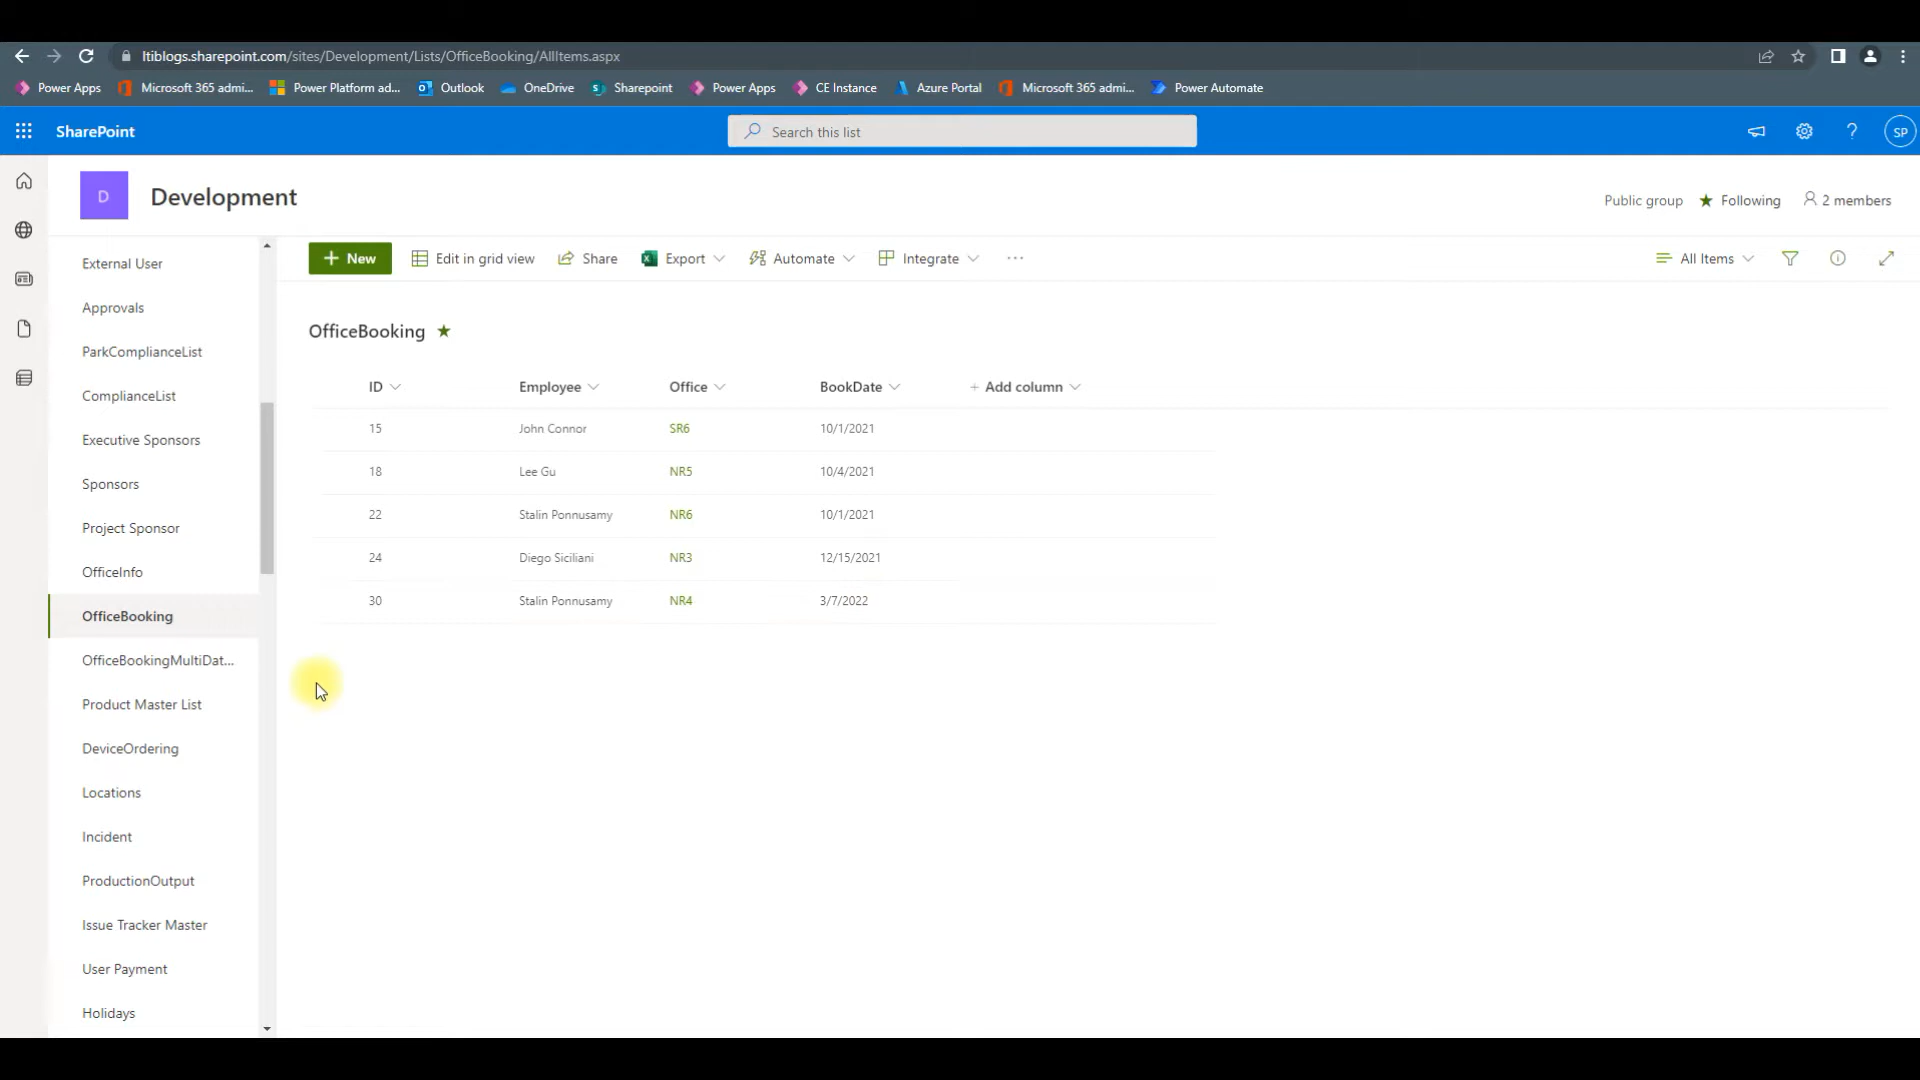 ltiblogs.sharepoint.com/sites/Development/Lists/OfficeBooking/AllItems.aspx
Power Apps Microsoft 365 admi... Power Platform ad... Outlook OneDrive Sharepoint Power Apps CE Instance Azure Portal Microsoft 365 admi... Power Automate
SharePoint Search this list ? SP
D Development Public group Following 2 members
External User
Approvals
ParkComplianceList
ComplianceList
Executive Sponsors
Sponsors
Project Sponsor
OfficeInfo
OfficeBooking
OfficeBookingMultiDat...
Product Master List
DeviceOrdering
Locations
Incident
ProductionOutput
Issue Tracker Master
User Payment
Holidays
+ New Edit in grid view Share Export Automate Integrate ... All Items
OfficeBooking
ID Employee Office BookDate + Add column
15 John Connor SR6 10/1/2021
18 Lee Gu NR5 10/4/2021
22 Stalin Ponnusamy NR6 10/1/2021
24 Diego Siciliani NR3 12/15/2021
30 Stalin Ponnusamy NR4 3/7/2022